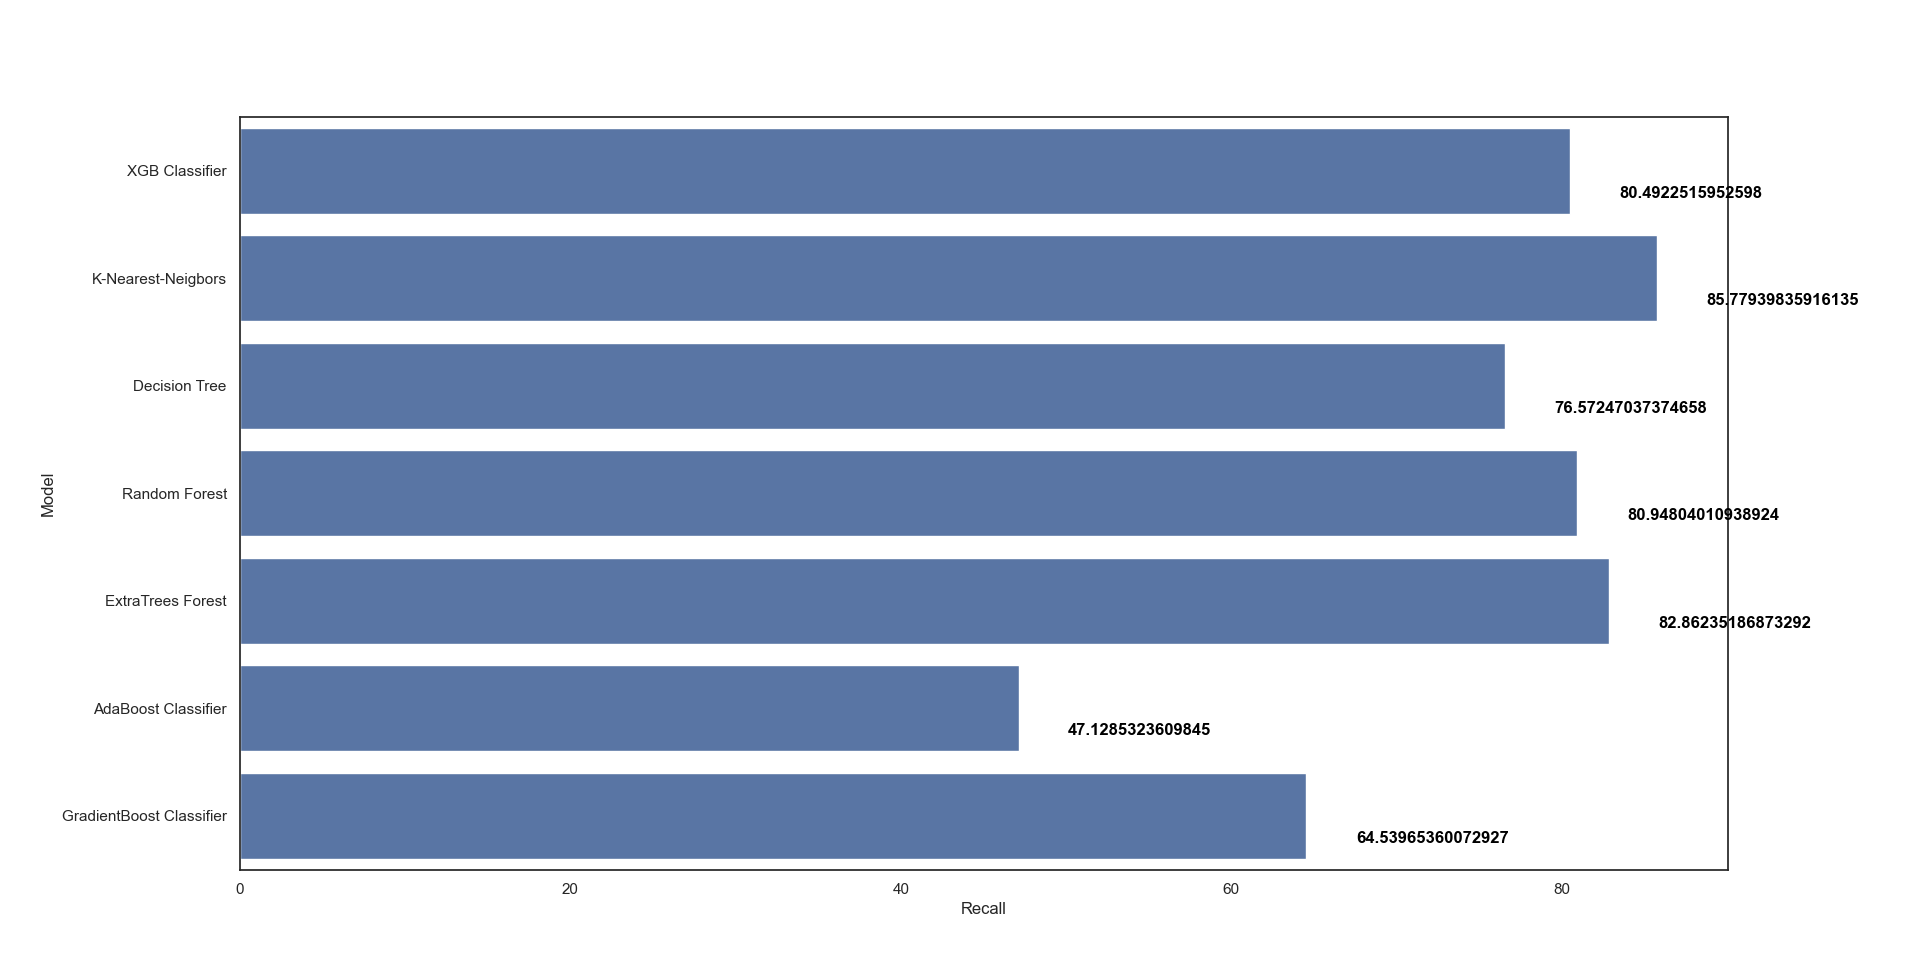 XGB Classifier
80.4922515952598
K-Nearest-Neigbors
85.77939835916135
Decision Tree
76.57247037374658
Model
Random Forest
80.94804010938924
ExtraTrees Forest
82.86235186873292
AdaBoost Classifier
47.1285323609845
GradientBoost Classifier
64.53965360072927
0 20 40 60 80
Recall